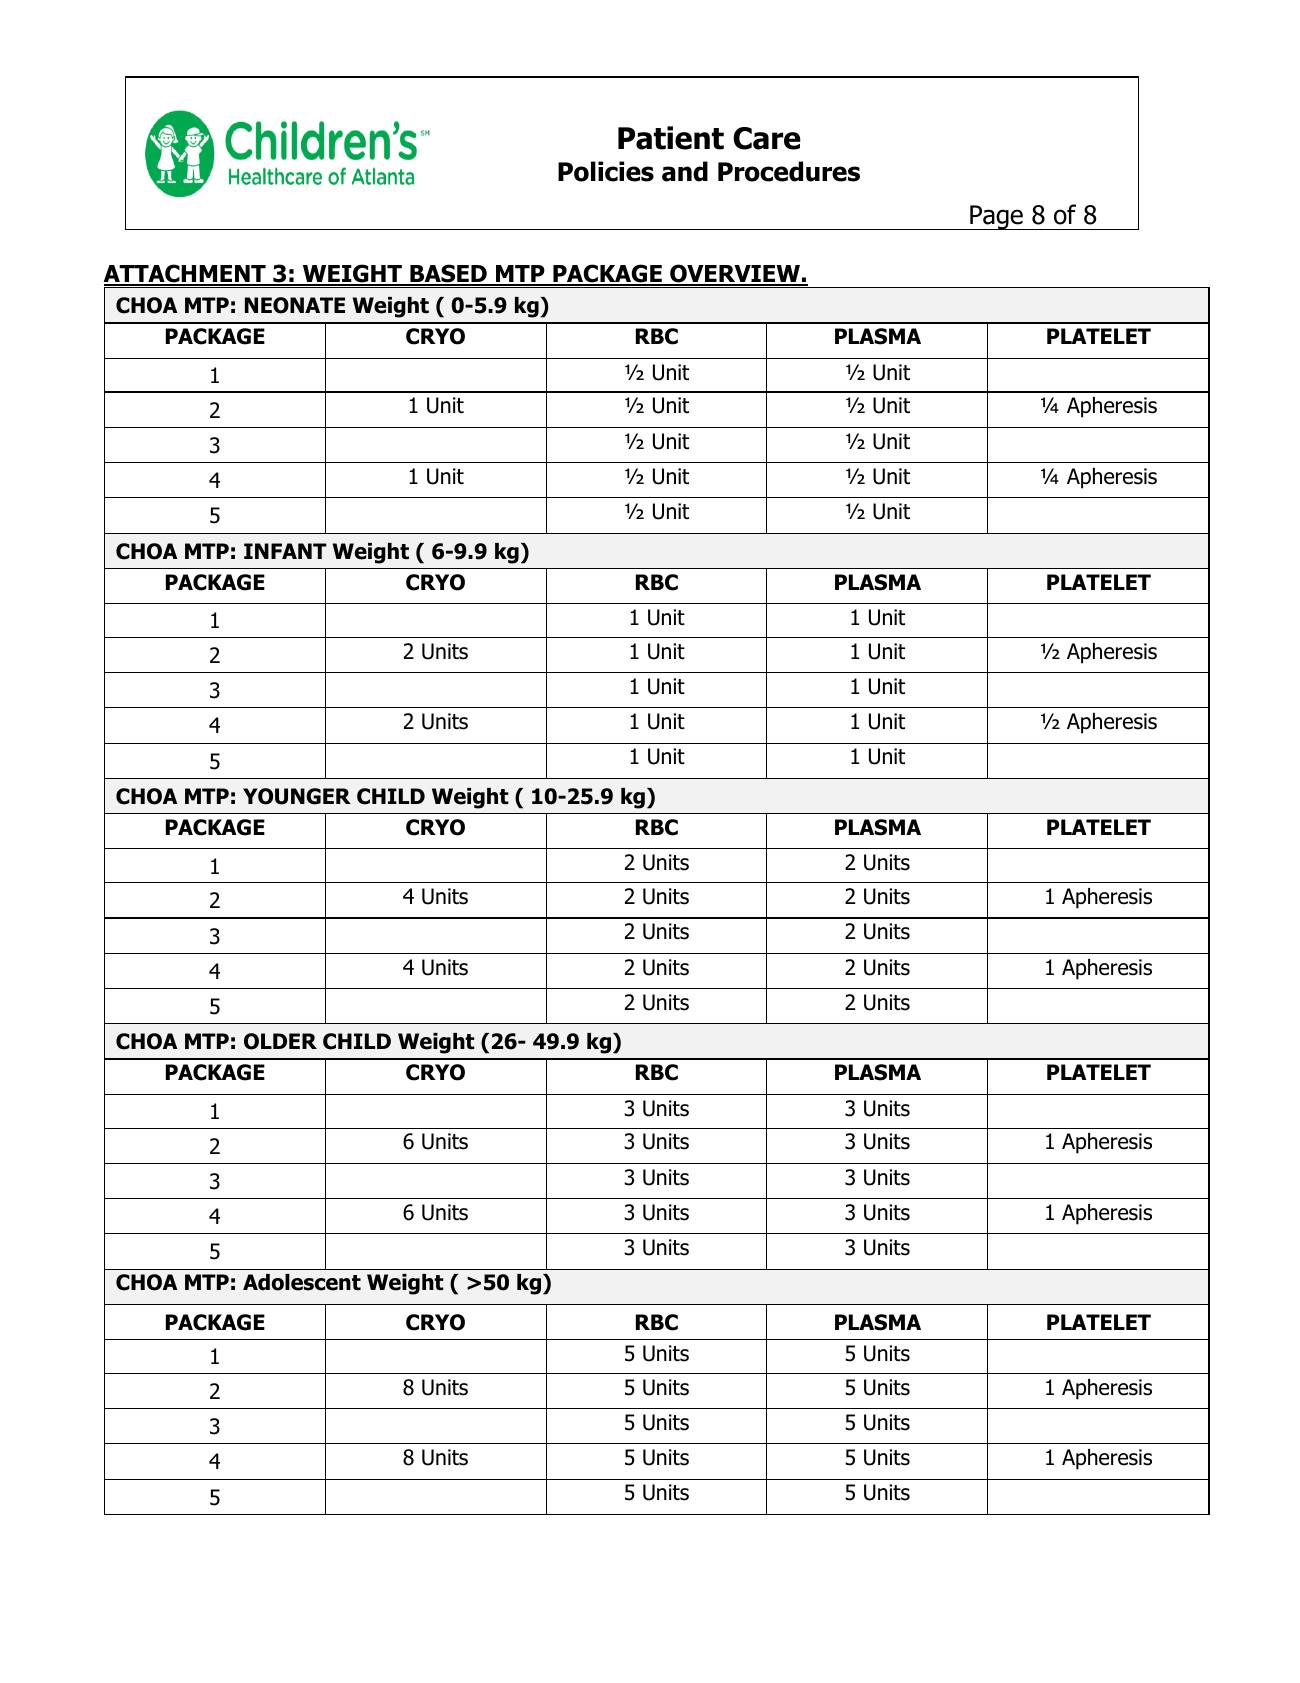 Children's℠
Healthcare of Atlanta
Patient Care
Policies and Procedures
Page 8 of 8
ATTACHMENT 3: WEIGHT BASED MTP PACKAGE OVERVIEW.
CHOA MTP: NEONATE Weight ( 0-5.9 kg)
PACKAGE CRYO RBC PLASMA PLATELET
1 ½ Unit ½ Unit
2 1 Unit ½ Unit ½ Unit ¼ Apheresis
3 ½ Unit ½ Unit
4 1 Unit ½ Unit ½ Unit ¼ Apheresis
5 ½ Unit ½ Unit
CHOA MTP: INFANT Weight ( 6-9.9 kg)
PACKAGE CRYO RBC PLASMA PLATELET
1 1 Unit 1 Unit
2 2 Units 1 Unit 1 Unit ½ Apheresis
3 1 Unit 1 Unit
4 2 Units 1 Unit 1 Unit ½ Apheresis
5 1 Unit 1 Unit
CHOA MTP: YOUNGER CHILD Weight ( 10-25.9 kg)
PACKAGE CRYO RBC PLASMA PLATELET
1 2 Units 2 Units
2 4 Units 2 Units 2 Units 1 Apheresis
3 2 Units 2 Units
4 4 Units 2 Units 2 Units 1 Apheresis
5 2 Units 2 Units
CHOA MTP: OLDER CHILD Weight (26- 49.9 kg)
PACKAGE CRYO RBC PLASMA PLATELET
1 3 Units 3 Units
2 6 Units 3 Units 3 Units 1 Apheresis
3 3 Units 3 Units
4 6 Units 3 Units 3 Units 1 Apheresis
5 3 Units 3 Units
CHOA MTP: Adolescent Weight ( >50 kg)
PACKAGE CRYO RBC PLASMA PLATELET
1 5 Units 5 Units
2 8 Units 5 Units 5 Units 1 Apheresis
3 5 Units 5 Units
4 8 Units 5 Units 5 Units 1 Apheresis
5 5 Units 5 Units